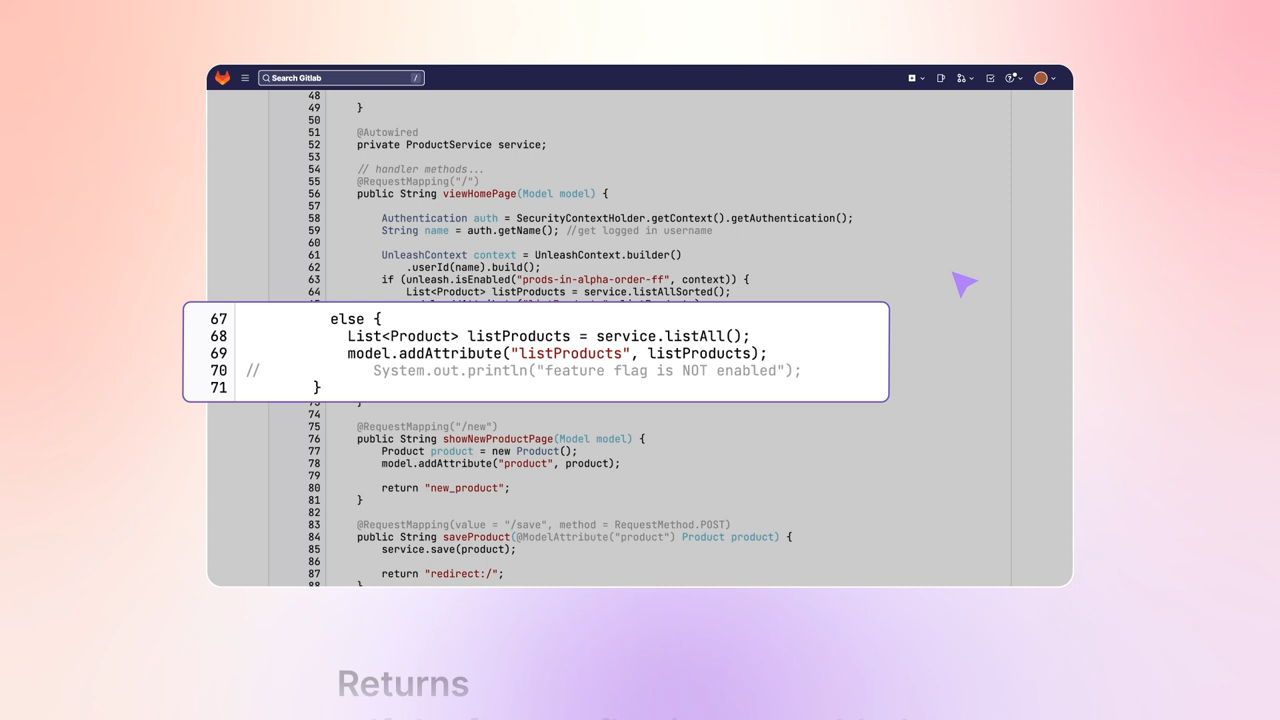 Search Gitlab /
48
49 }
50
51 @Autowired
52 private ProductService service;
53
54 // handler methods...
55 @RequestMapping("/")
56 public String viewHomePage(Model model) {
57
58 Authentication auth = SecurityContextHolder.getContext().getAuthentication();
59 String name = auth.getName(); //get logged in username
60
61 UnleashContext context = UnleashContext.builder()
62 .userId(name).build();
63 if (unleash.isEnabled("prods-in-alpha-order-ff", context)) {
64 List<Product> listProducts = service.listAllSorted();
67 else {
68 List<Product> listProducts = service.listAll();
69 model.addAttribute("listProducts", listProducts);
70 // System.out.println("feature flag is NOT enabled");
71 }
73 }
74
75 @RequestMapping("/new")
76 public String showNewProductPage(Model model) {
77 Product product = new Product();
78 model.addAttribute("product", product);
79
80 return "new_product";
81 }
82
83 @RequestMapping(value = "/save", method = RequestMethod.POST)
84 public String saveProduct(@ModelAttribute("product") Product product) {
85 service.save(product);
86
87 return "redirect:/";
88 }
Returns